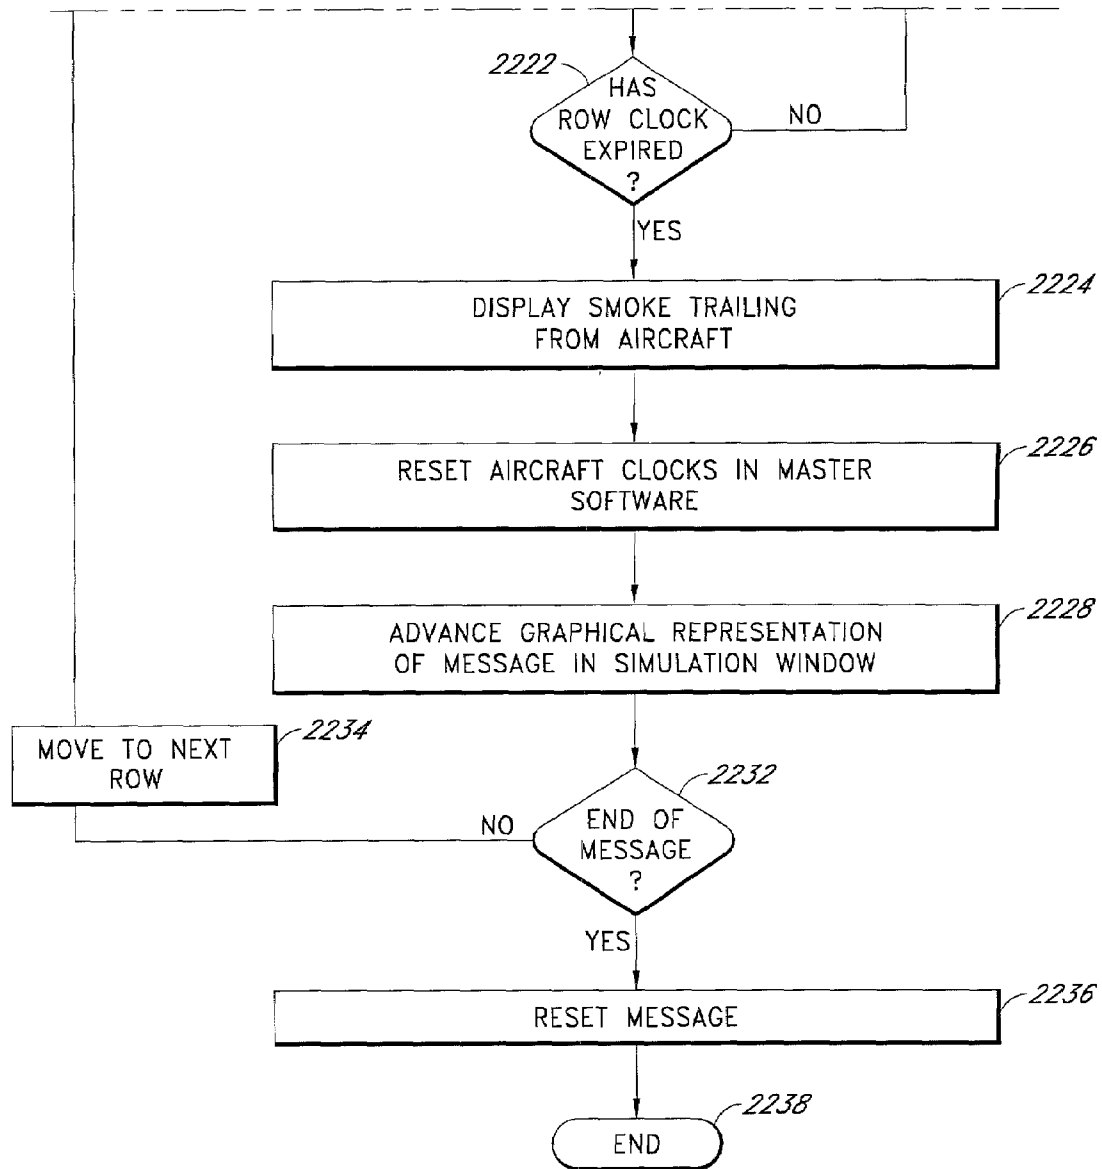 2222
HAS
ROW CLOCK
EXPIRED
?
NO
YES
DISPLAY SMOKE TRAILING
FROM AIRCRAFT
2224
RESET AIRCRAFT CLOCKS IN MASTER
SOFTWARE
2226
ADVANCE GRAPHICAL REPRESENTATION
OF MESSAGE IN SIMULATION WINDOW
2228
MOVE TO NEXT
ROW
2234
2232
END OF
MESSAGE
?
NO
YES
RESET MESSAGE
2236
END
2238